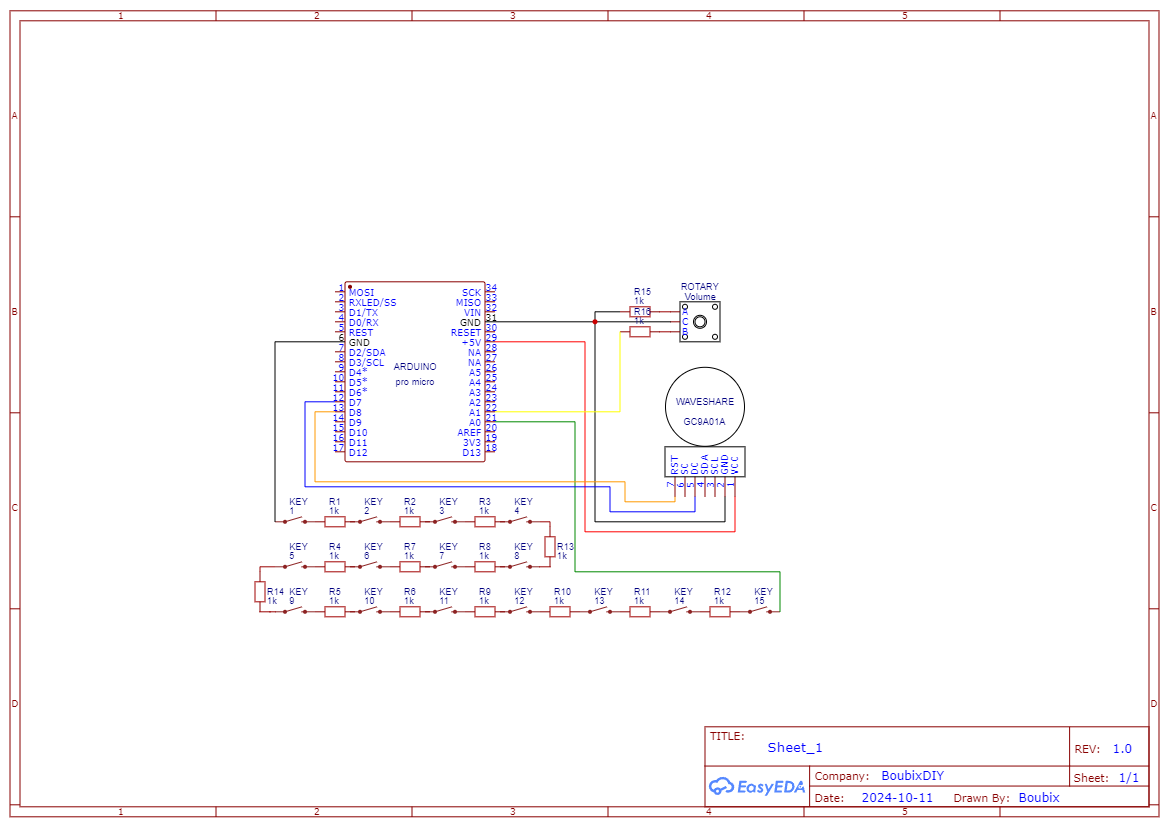 1 2 3 4 5
A A
B B
C C
D D
1 MOSI SCK 34
2 RXLED/SS MISO 33
3 D1/TX VIN 32
4 D0/RX GND 31
5 REST RESET 30
6 GND +5V 29
7 D2/SDA NA 28
8 D3/SCL NA 27
9 D4* A5 26
10 D5* A4 25
11 D6* A3 24
12 D7 A2 23
13 D8 A1 22
14 D9 A0 21
15 D10 AREF 20
16 D11 3V3 19
17 D12 D13 18
ARDUINO
pro micro
R15
1k
R16
1k
ROTARY
Volume
A
C
B
WAVESHARE
GC9A01A
RST SC DC SDA SCL GND VCC
7 6 5 4 3 2 1
KEY R1 KEY R2 KEY R3 KEY
1 1k 2 1k 3 1k 4
R13
1k
KEY R4 KEY R7 KEY R8 KEY
5 1k 6 1k 7 1k 8
R14
1k
KEY R5 KEY R6 KEY R9 KEY R10 KEY R11 KEY R12 KEY
9 1k 10 1k 11 1k 12 1k 13 1k 14 1k 15
TITLE:
Sheet_1
REV: 1.0
EasyEDA
Company: BoubixDIY
Sheet: 1/1
Date: 2024-10-11 Drawn By: Boubix
1 2 3 4 5